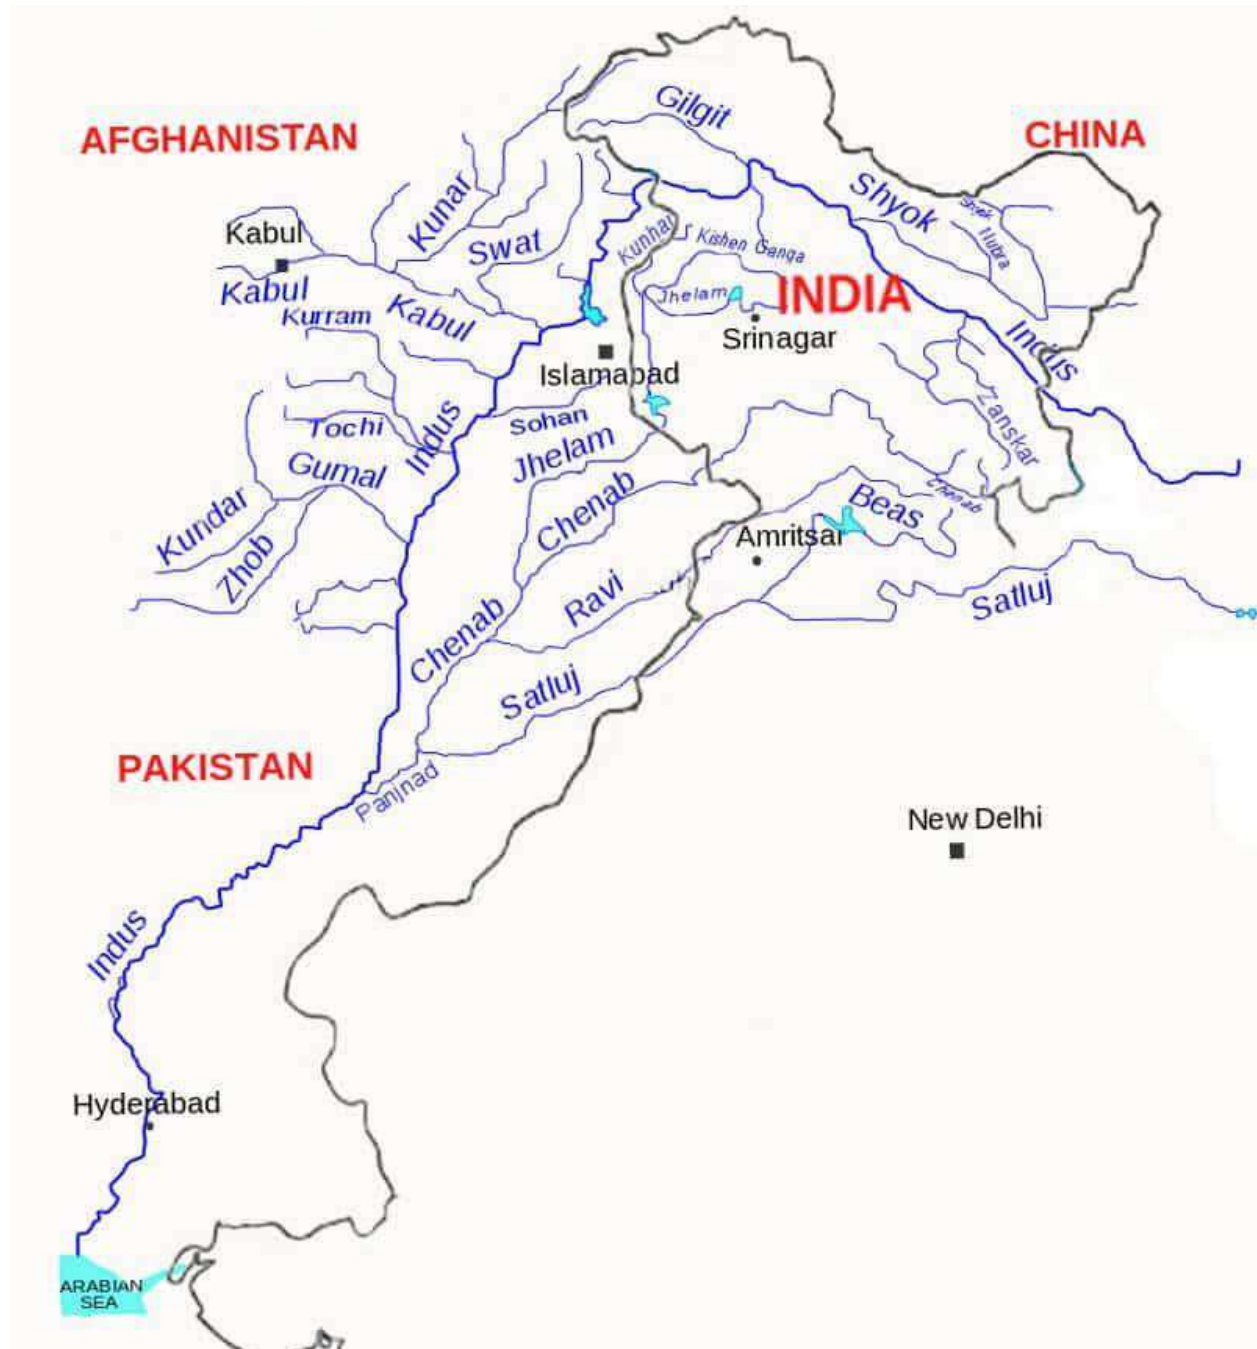 Gilgit
AFGHANISTAN
CHINA
Shyok
Shyok
Nubra
Kunar
Kabul
Swat
Kunhar
Kishen Ganga
Kabul
Kabul
Kurram
Jhelam
INDIA
Srinagar
Indus
Islamabad
Zanskar
Indus
Sohan
Tochi
Jhelam
Gumal
Chenab
Chenab
Beas
Kundar
Amritsar
Zhob
Ravi
Satluj
Chenab
Satluj
PAKISTAN
Panjnad
New Delhi
Indus
Hyderabad
ARABIAN
SEA